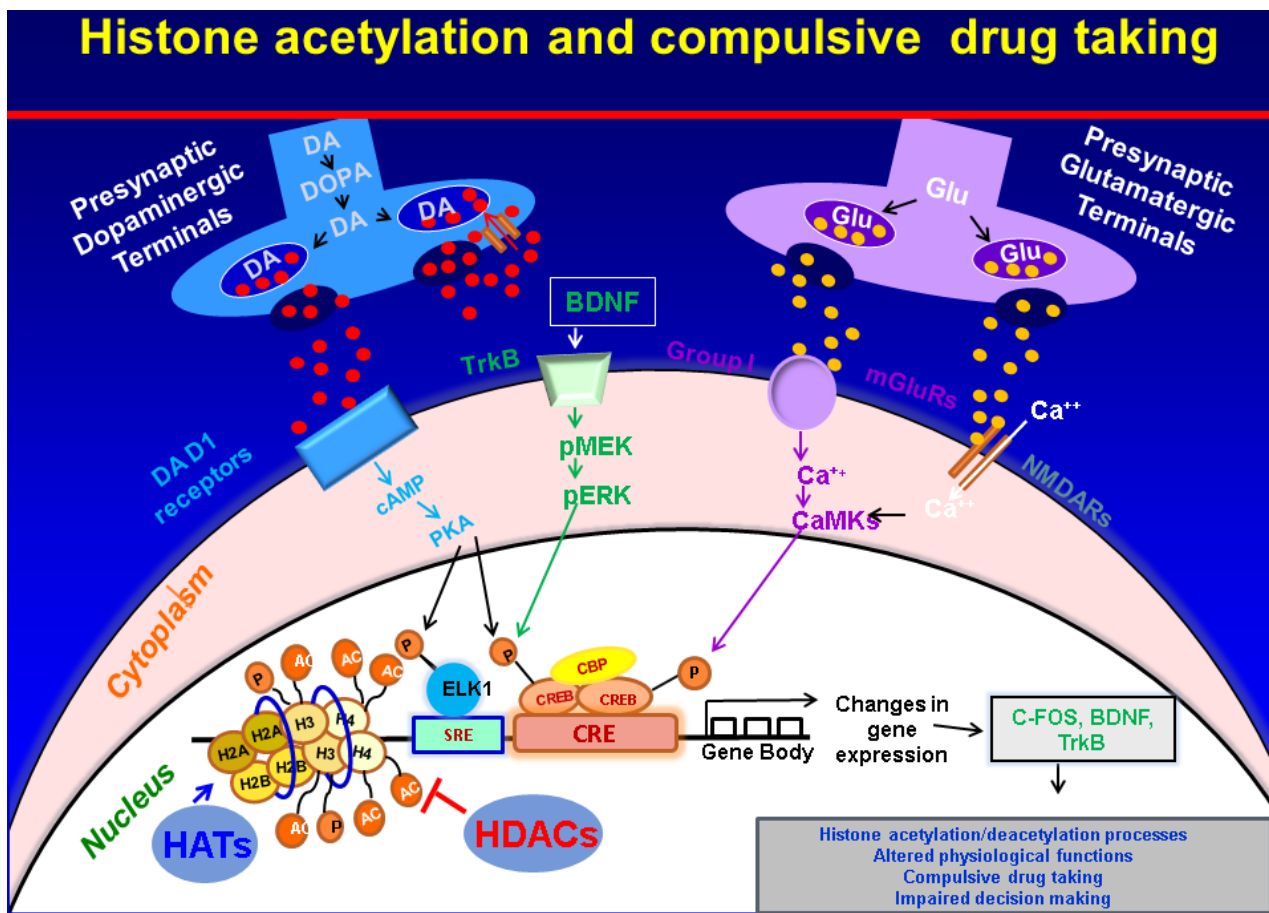 Histone acetylation and compulsive drug taking
Presynaptic
Dopaminergic
Terminals
DA
DOPA
DA
DA
DA
Presynaptic
Glutamatergic
Terminals
Glu
Glu
Glu
BDNF
TrkB
Group I
mGluRs
Ca++
NMDARs
DA D1
receptors
cAMP
PKA
pMEK
pERK
Ca++
CaMKs
Ca++
Cytoplasm
Nucleus
P
AC
AC
AC
P
P
P
ELK1
CBP
CREB
CREB
SRE
CRE
H2A
H2A
H3
H4
H2B
H2B
H3
H4
AC
P
AC
AC
HATs
HDACs
Gene Body
Changes in
gene
expression
C-FOS, BDNF,
TrkB
Histone acetylation/deacetylation processes
Altered physiological functions
Compulsive drug taking
Impaired decision making